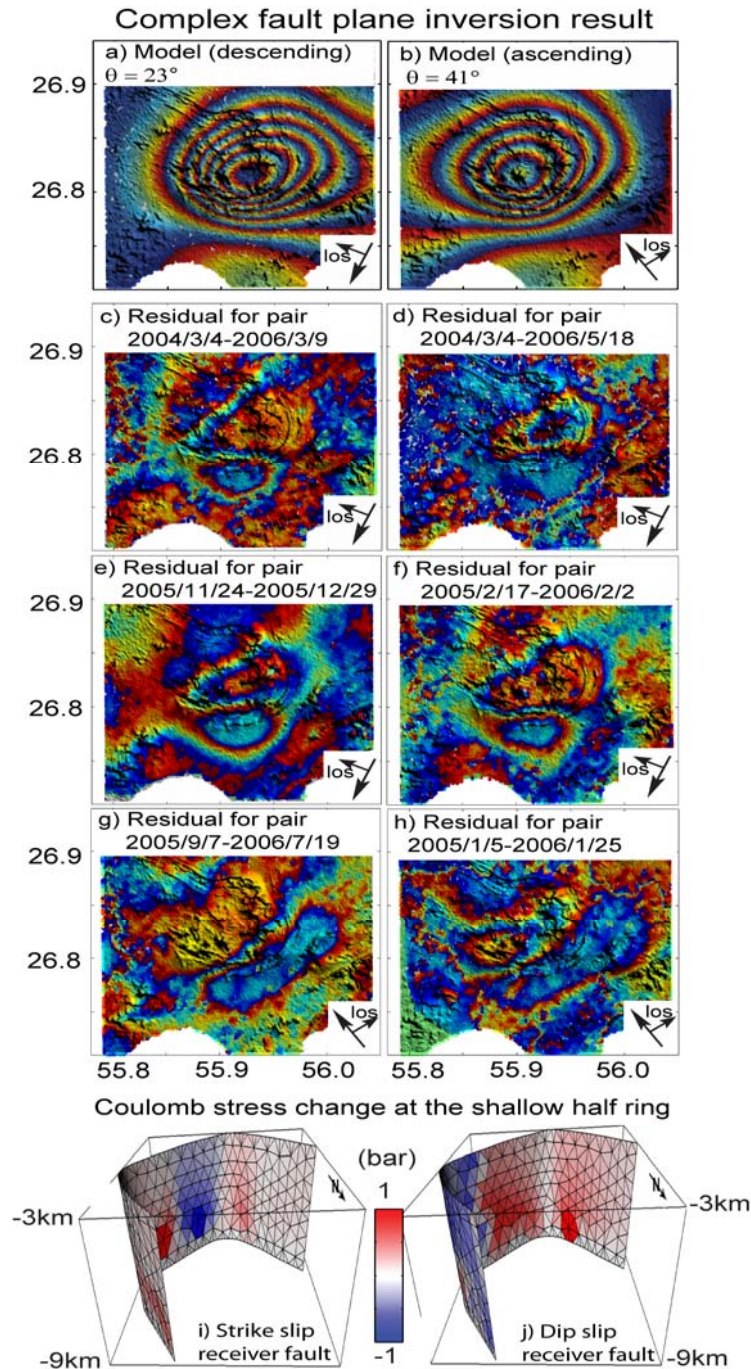 Complex fault plane inversion result
a) Model (descending)
θ = 23°
b) Model (ascending)
θ = 41°
26.9
26.8
los
los
c) Residual for pair
2004/3/4-2006/3/9
d) Residual for pair
2004/3/4-2006/5/18
26.9
26.8
los
los
e) Residual for pair
2005/11/24-2005/12/29
f) Residual for pair
2005/2/17-2006/2/2
26.9
26.8
los
los
g) Residual for pair
2005/9/7-2006/7/19
h) Residual for pair
2005/1/5-2006/1/25
26.9
26.8
los
los
55.8 55.9 56.0 55.8 55.9 56.0
Coulomb stress change at the shallow half ring
(bar)
1
N
N
-3km
-3km
i) Strike slip
receiver fault
j) Dip slip
receiver fault
-9km
-1
-9km